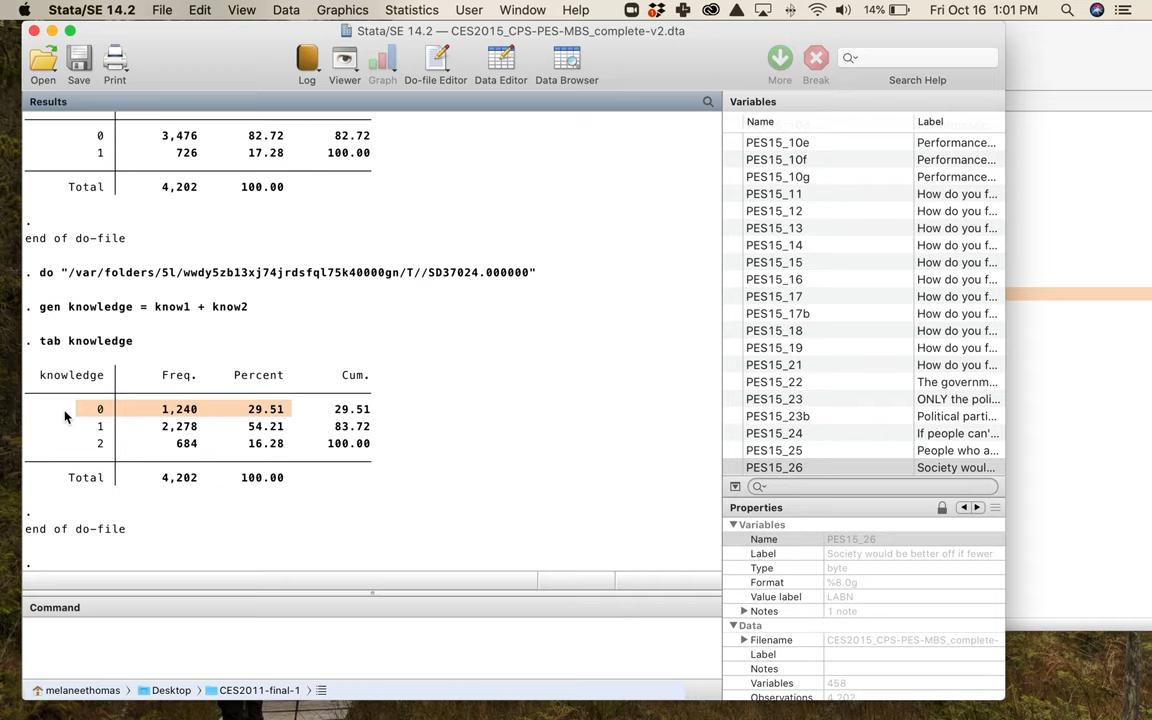 Stata/SE 14.2 File Edit View Data Graphics Statistics User Window Help 14% Fri Oct 16 1:01 PM
Stata/SE 14.2 — CES2015_CPS-PES-MBS_complete-v2.dta
Open Save Print Log Viewer Graph Do-file Editor Data Editor Data Browser More Break Search Help
Results
0 3,476 82.72 82.72
1 726 17.28 100.00
Total 4,202 100.00
.
end of do-file
. do "/var/folders/5l/wwdy5zb13xj74jrdsfql75k40000gn/T//SD37024.000000"
. gen knowledge = know1 + know2
. tab knowledge
knowledge Freq. Percent Cum.
0 1,240 29.51 29.51
1 2,278 54.21 83.72
2 684 16.28 100.00
Total 4,202 100.00
.
end of do-file
.
Command
melaneethomas Desktop CES2011-final-1
Variables
Name Label
PES15_10e Performance...
PES15_10f Performance...
PES15_10g Performance...
PES15_11 How do you f...
PES15_12 How do you f...
PES15_13 How do you f...
PES15_14 How do you f...
PES15_15 How do you f...
PES15_16 How do you f...
PES15_17 How do you f...
PES15_17b How do you f...
PES15_18 How do you f...
PES15_19 How do you f...
PES15_21 How do you f...
PES15_22 The governm...
PES15_23 ONLY the poli...
PES15_23b Political parti...
PES15_24 If people can'...
PES15_25 People who a...
PES15_26 Society woul...
Properties
Variables
Name PES15_26
Label Society would be better off if fewer
Type byte
Format %8.0g
Value label LABN
Notes 1 note
Data
Filename CES2015_CPS-PES-MBS_complete-
Label
Notes
Variables 458
Observations 4,202